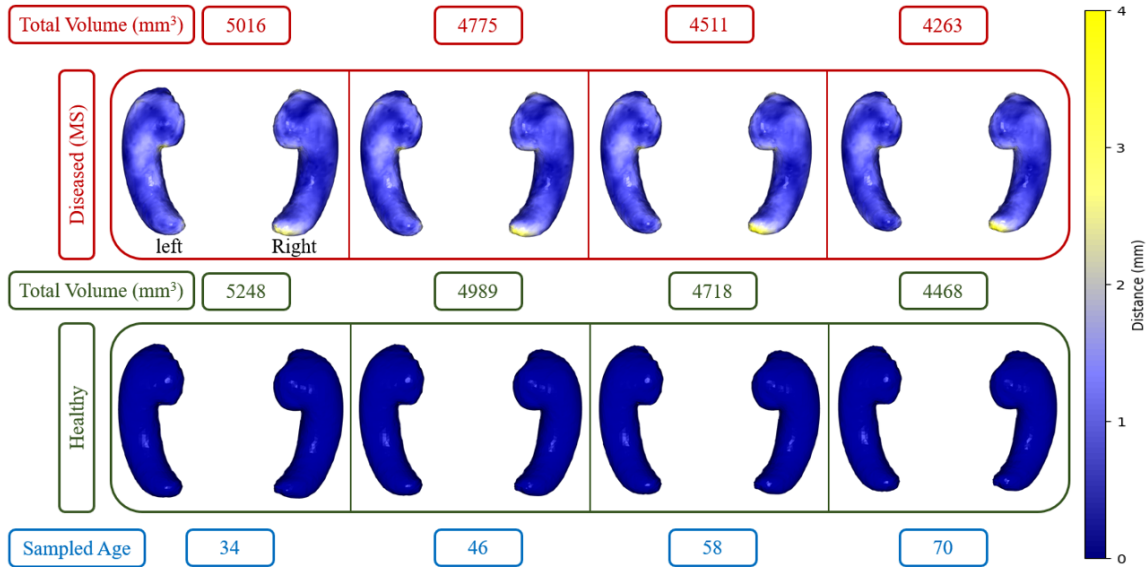 Total Volume (mm³) 5016 4775 4511 4263
Diseased (MS)
left Right
Total Volume (mm³) 5248 4989 4718 4468
Healthy
Sampled Age 34 46 58 70
4
3
2
1
0
Distance (mm)